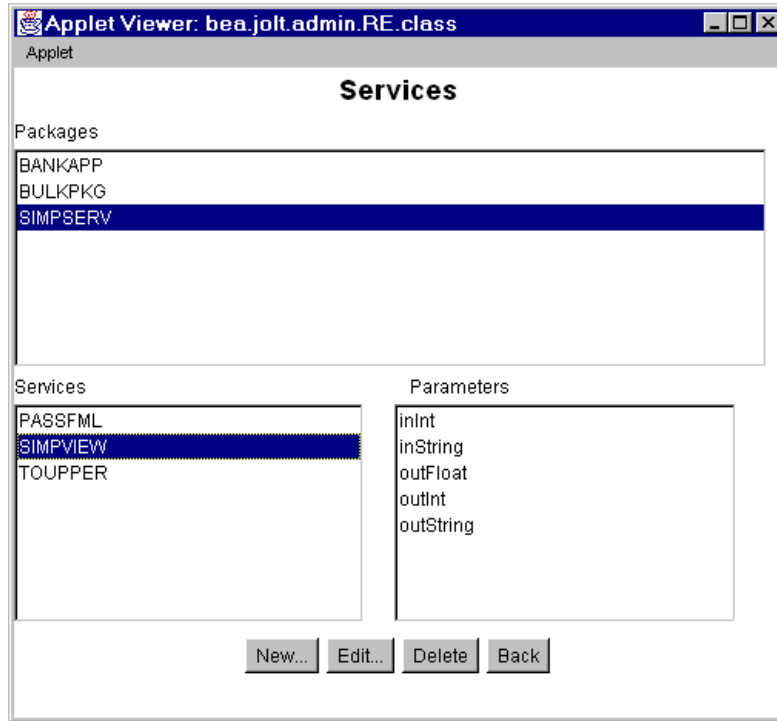 Applet Viewer: bea.jolt.admin.RE.class
Applet
Services
Packages
BANKAPP
BULKPKG
SIMPSERV
Services
PASSFML
SIMPVIEW
TOUPPER
Parameters
inInt
inString
outFloat
outInt
outString
New... Edit... Delete Back